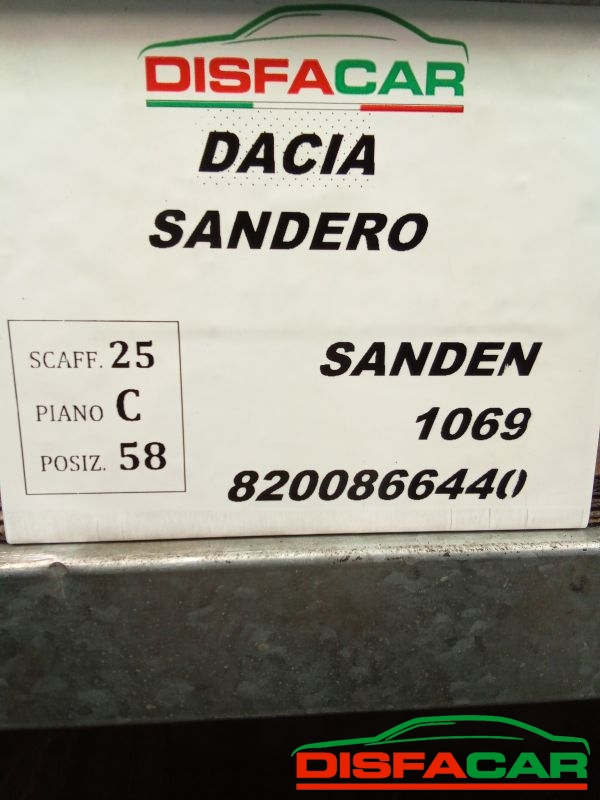 DISFACAR
DACIA
SANDERO
SCAFF. 25
PIANO C
POSIZ. 58
SANDEN
1069
8200866440
DISFACAR